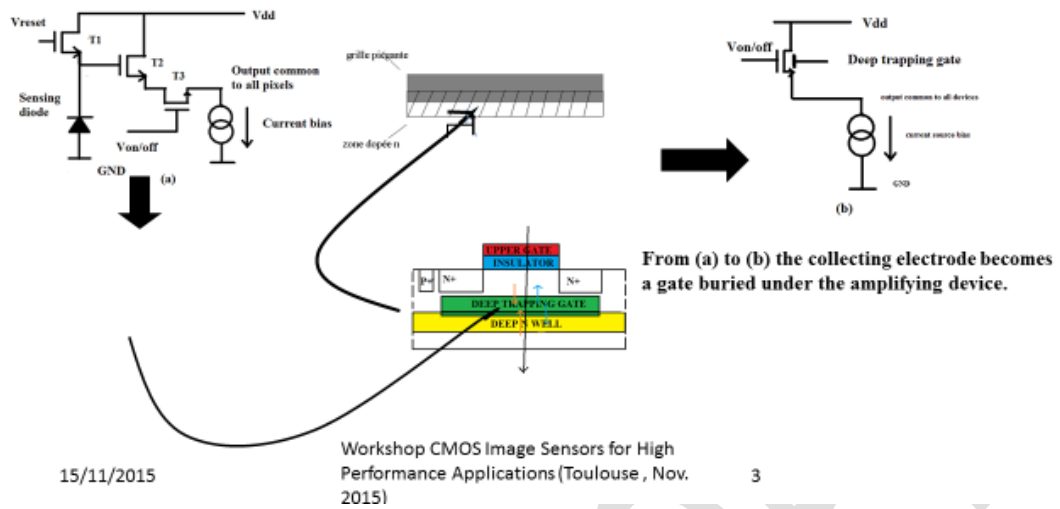 Vreset
T1
Vdd
T2
T3
Sensing
diode
Output common
to all pixels
Current bias
Von/off
GND
(a)
grille piégante
zone dopée n
Vdd
Von/off
Deep trapping gate
output common to all devices
current source bias
GND
(b)
UPPER GATE
INSULATOR
P+
N+
N+
DEEP TRAPPING GATE
DEEP N WELL
From (a) to (b) the collecting electrode becomes
a gate buried under the amplifying device.
15/11/2015
Workshop CMOS Image Sensors for High
Performance Applications (Toulouse , Nov.
2015)
3